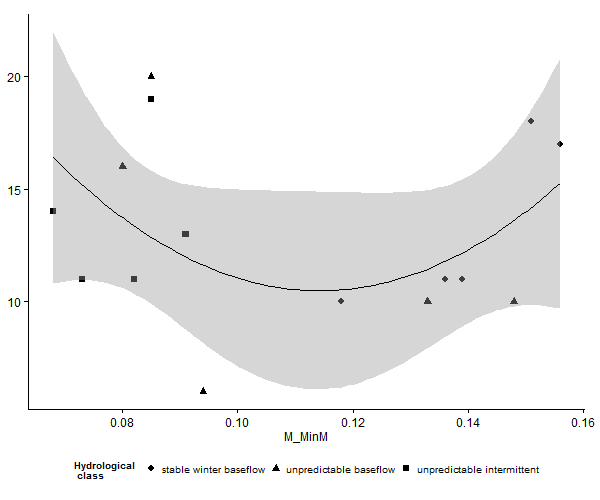 20
15
10
0.08 0.10 0.12 0.14 0.16
M_MinM
Hydrological
class
stable winter baseflow unpredictable baseflow unpredictable intermittent